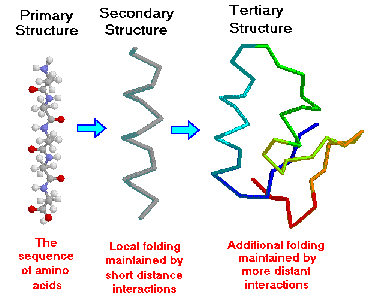 Primary
Structure
Secondary
Structure
Tertiary
Structure
The
sequence
of amino
acids
Local folding
maintained by
short distance
interactions
Additional folding
maintained by
more distant
interactions